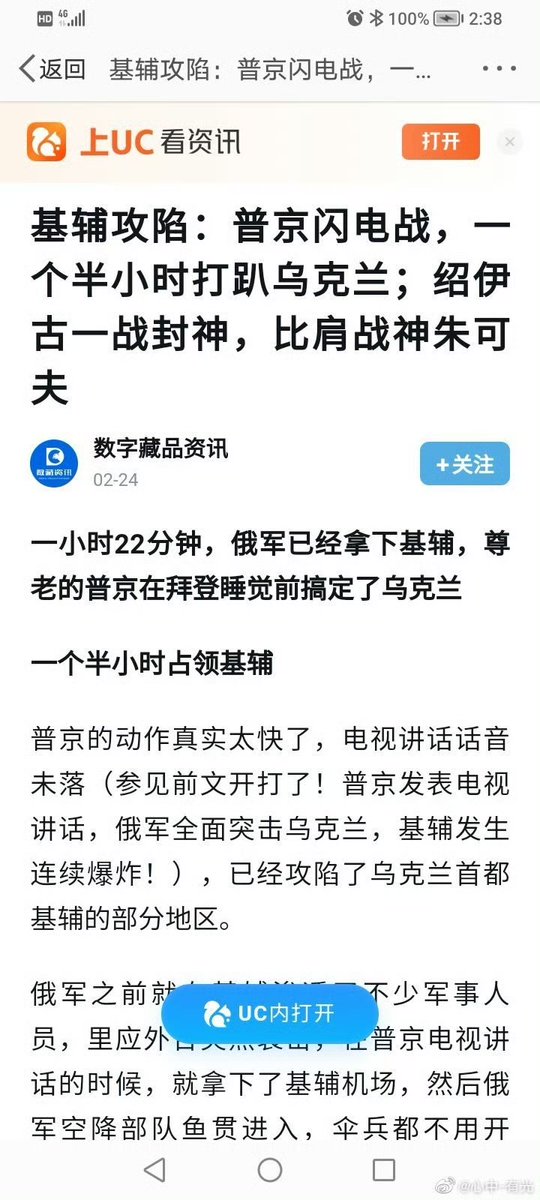 HD 4G 100% 2:38
返回 基辅攻陷：普京闪电战，一...
上UC 看资讯 打开
基辅攻陷：普京闪电战，一
个半小时打趴乌克兰；绍伊
古一战封神，比肩战神朱可
夫
数字藏品资讯
+关注
数藏资讯
02-24
一小时22分钟，俄军已经拿下基辅，尊
老的普京在拜登睡觉前搞定了乌克兰
一个半小时占领基辅
普京的动作真实太快了，电视讲话话音
未落（参见前文开打了！普京发表电视
讲话，俄军全面突击乌克兰，基辅发生
连续爆炸！），已经攻陷了乌克兰首都
基辅的部分地区。
俄军之前就 不少军事人
UC内打开
员，里应外 在普京电视讲
话的时候，就拿下了基辅机场，然后俄
军空降部队鱼贯进入，伞兵都不用开
@心中-有光